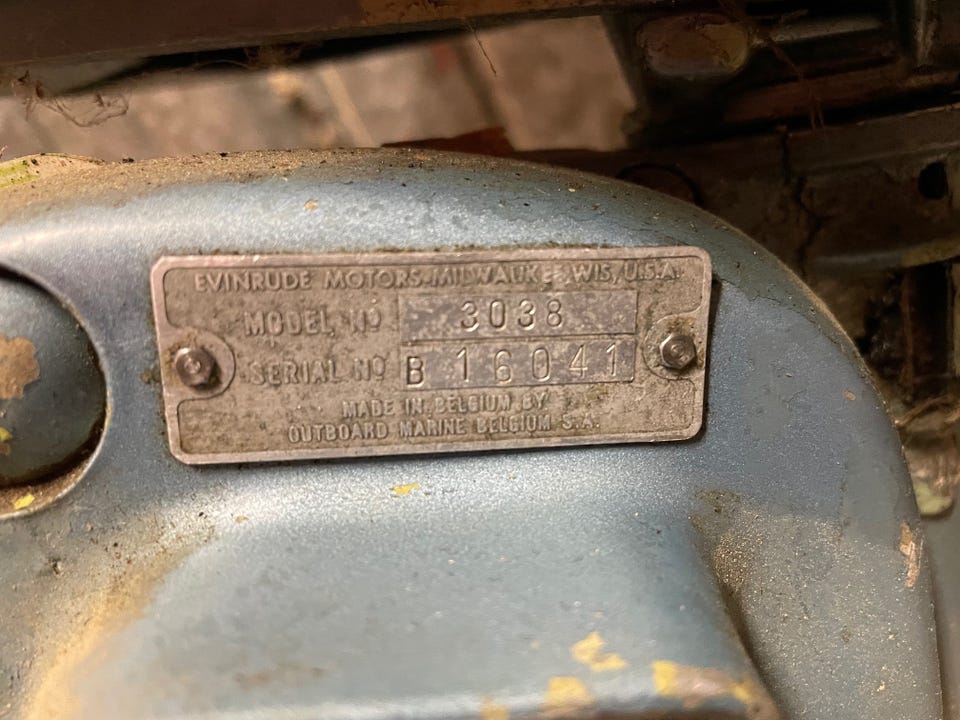 EVINRUDE MOTORS-MILWAUKEE-WIS, U.S.A.
MODEL Nº 3038
SERIAL Nº B 16041
MADE IN BELGIUM BY
OUTBOARD MARINE BELGIUM S.A.